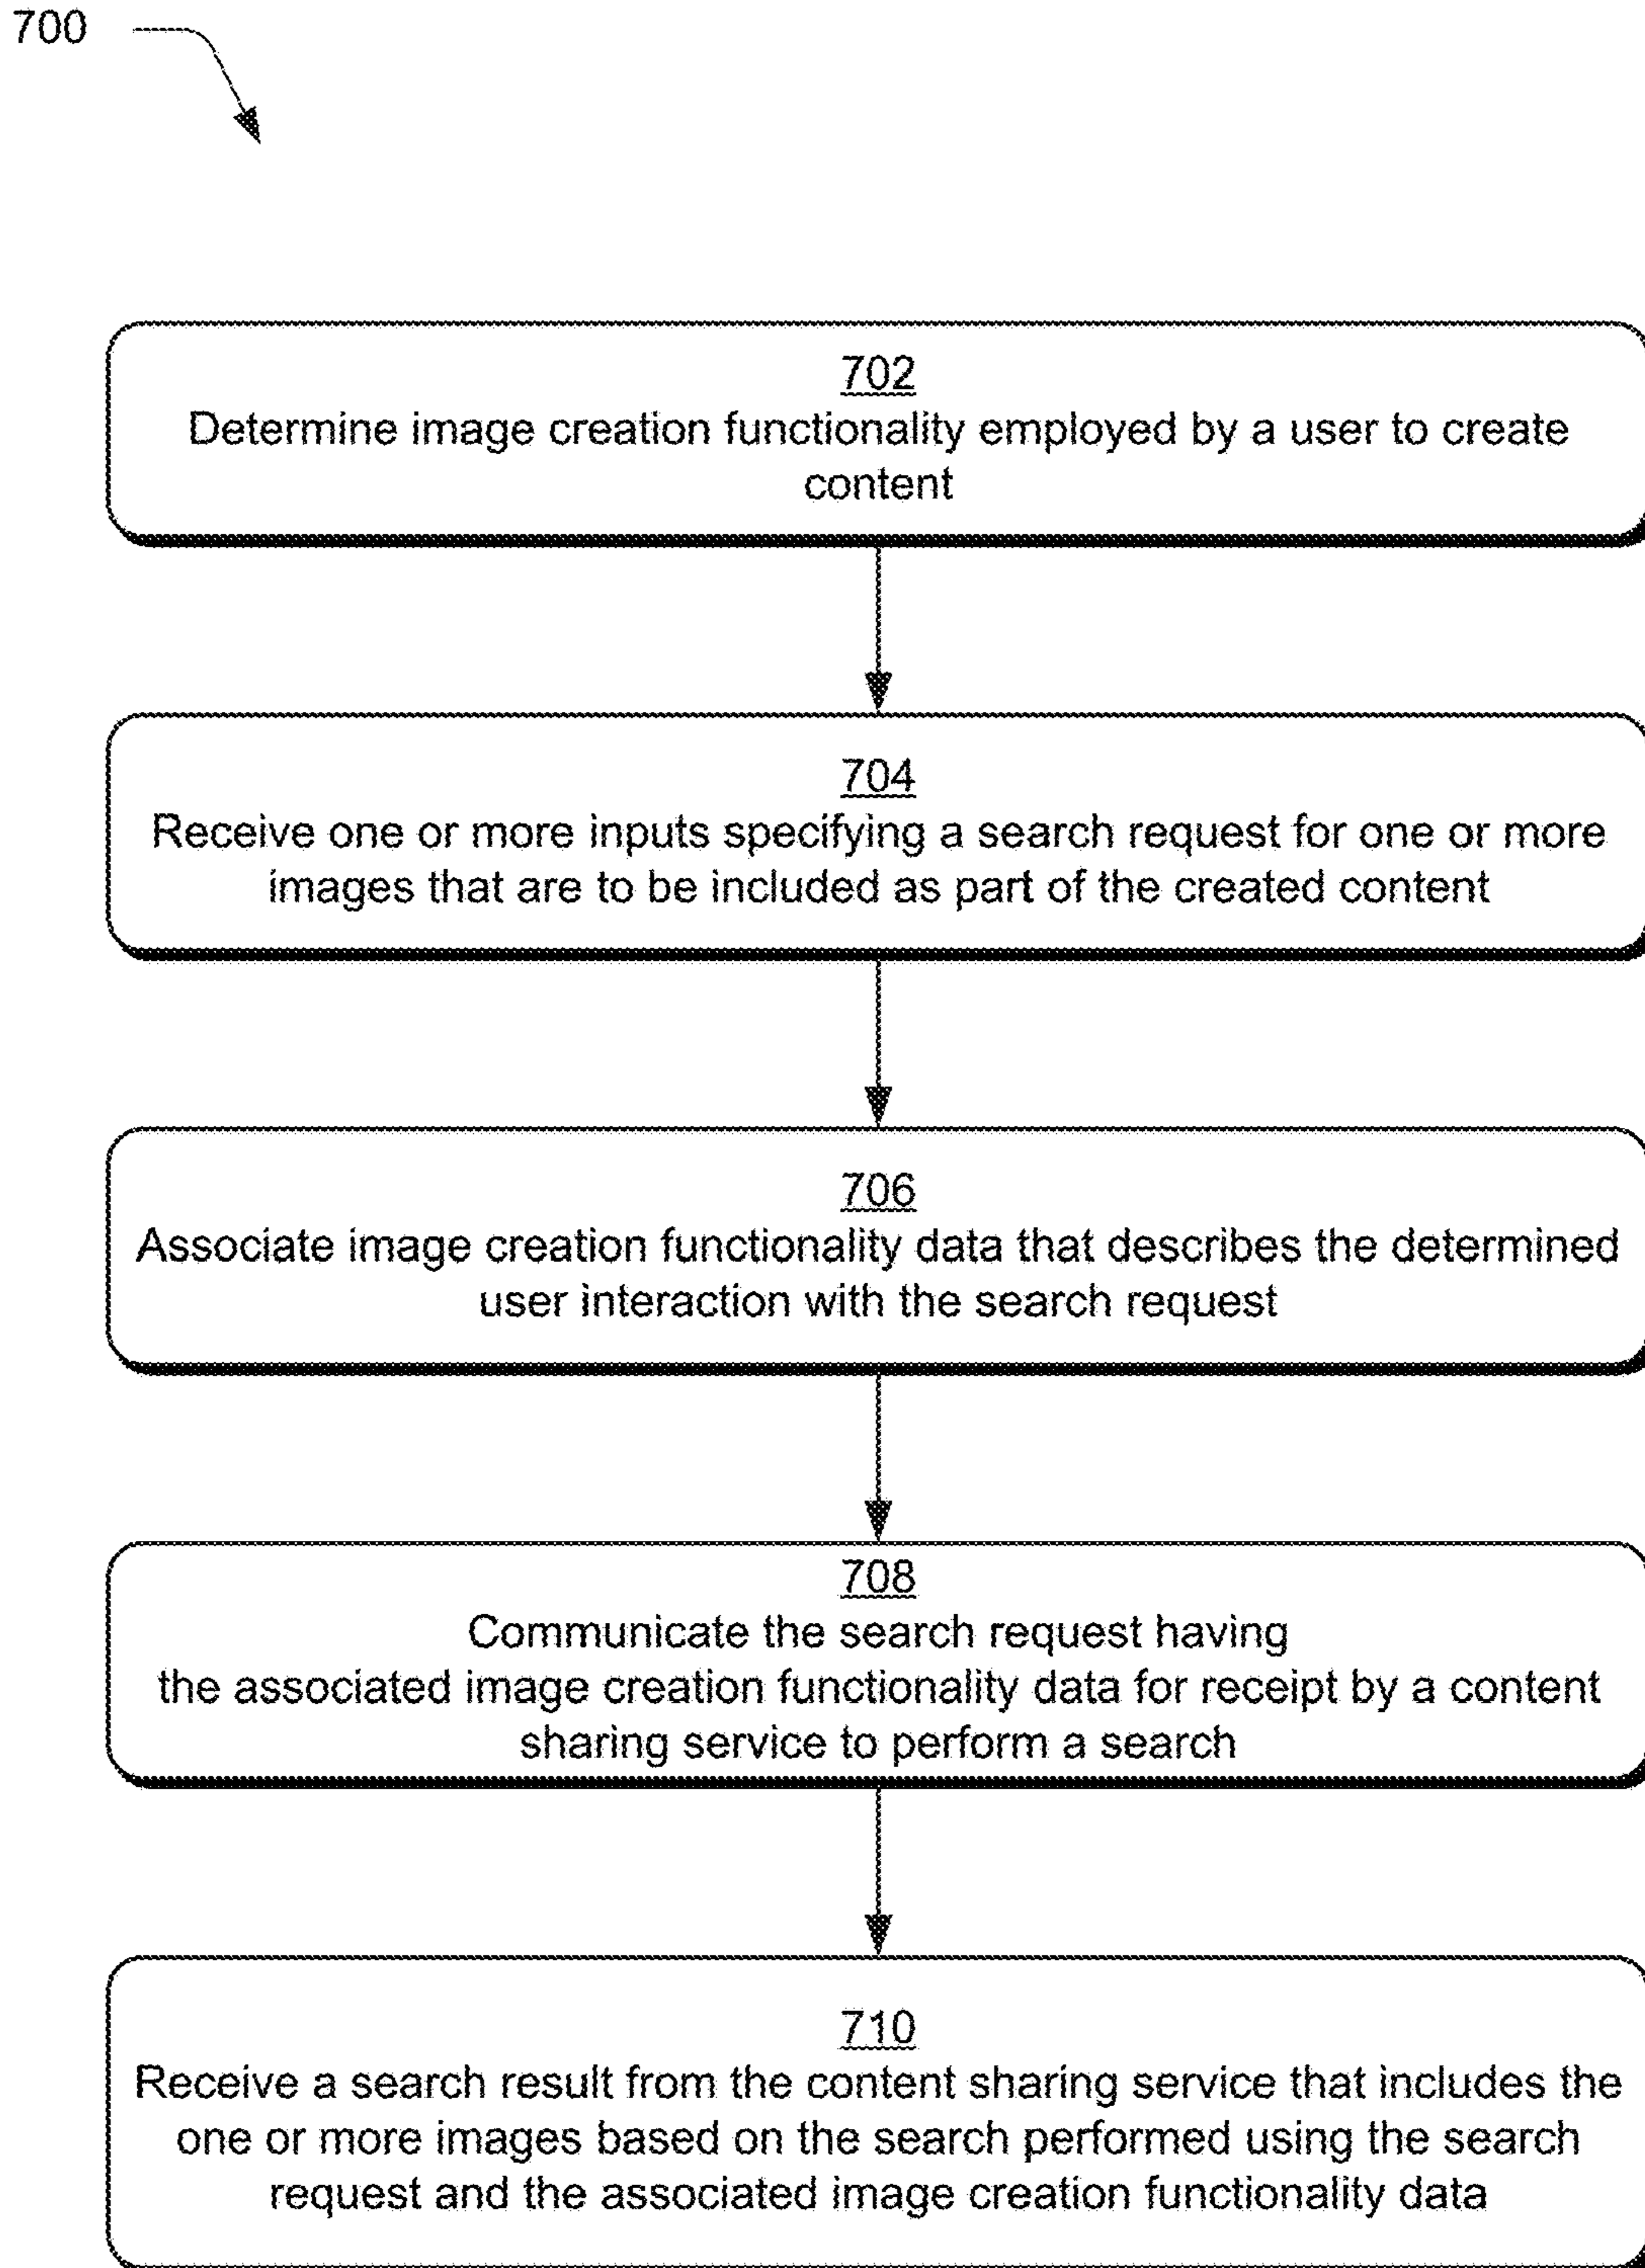 700
702
Determine image creation functionality employed by a user to create
content
704
Receive one or more inputs specifying a search request for one or more
images that are to be included as part of the created content
706
Associate image creation functionality data that describes the determined
user interaction with the search request
708
Communicate the search request having
the associated image creation functionality data for receipt by a content
sharing service to perform a search
710
Receive a search result from the content sharing service that includes the
one or more images based on the search performed using the search
request and the associated image creation functionality data